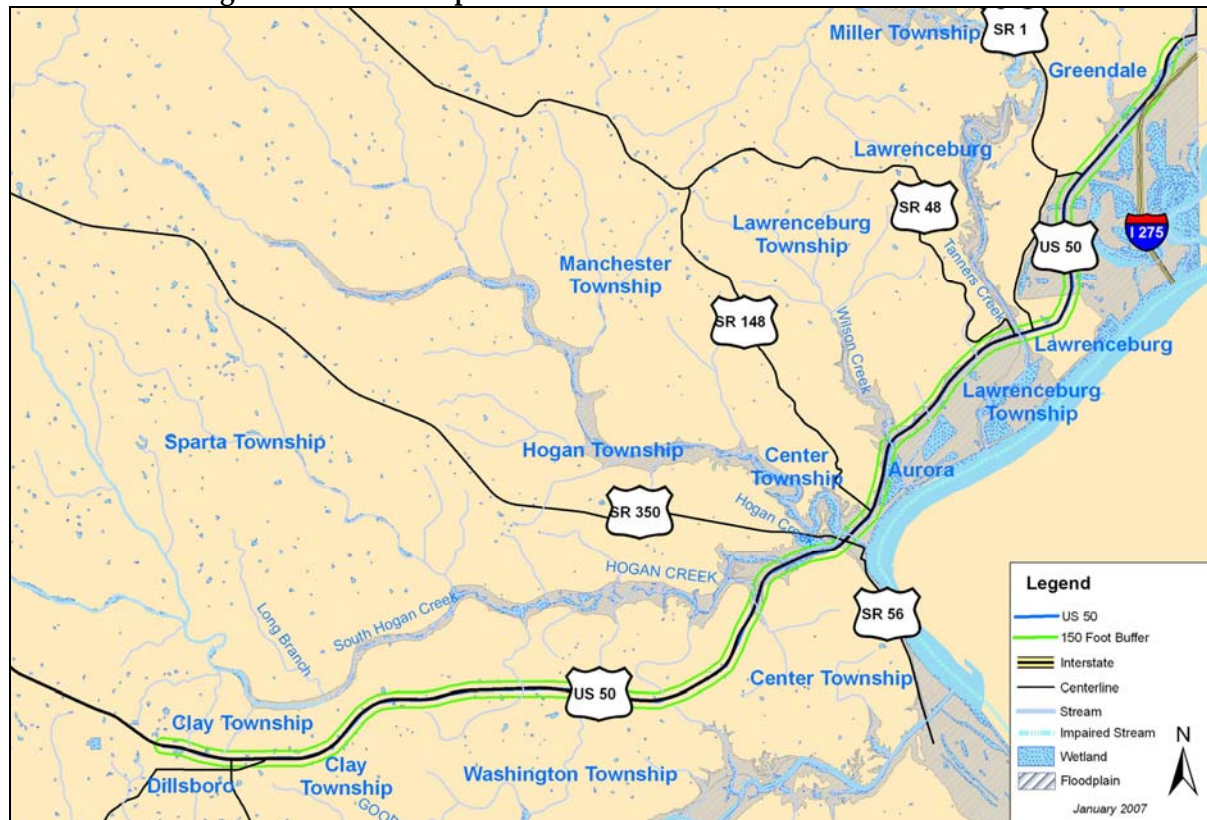 Miller Township
SR 1
Greendale
Lawrenceburg
SR 48
Lawrenceburg
Township
I 275
US 50
Manchester
Township
Tanners Creek
SR 148
Wilson Creek
Lawrenceburg
Lawrenceburg
Township
Sparta Township
Hogan Township
Center
Township
Aurora
SR 350
Hogan
HOGAN CREEK
Long Branch
South Hogan Creek
SR 56
US 50
Center Township
Clay Township
Clay
Township
Dillsboro
Washington Township
Legend
US 50
150 Foot Buffer
Interstate
Centerline
Stream
Impaired Stream
Wetland
Floodplain
N
January 2007